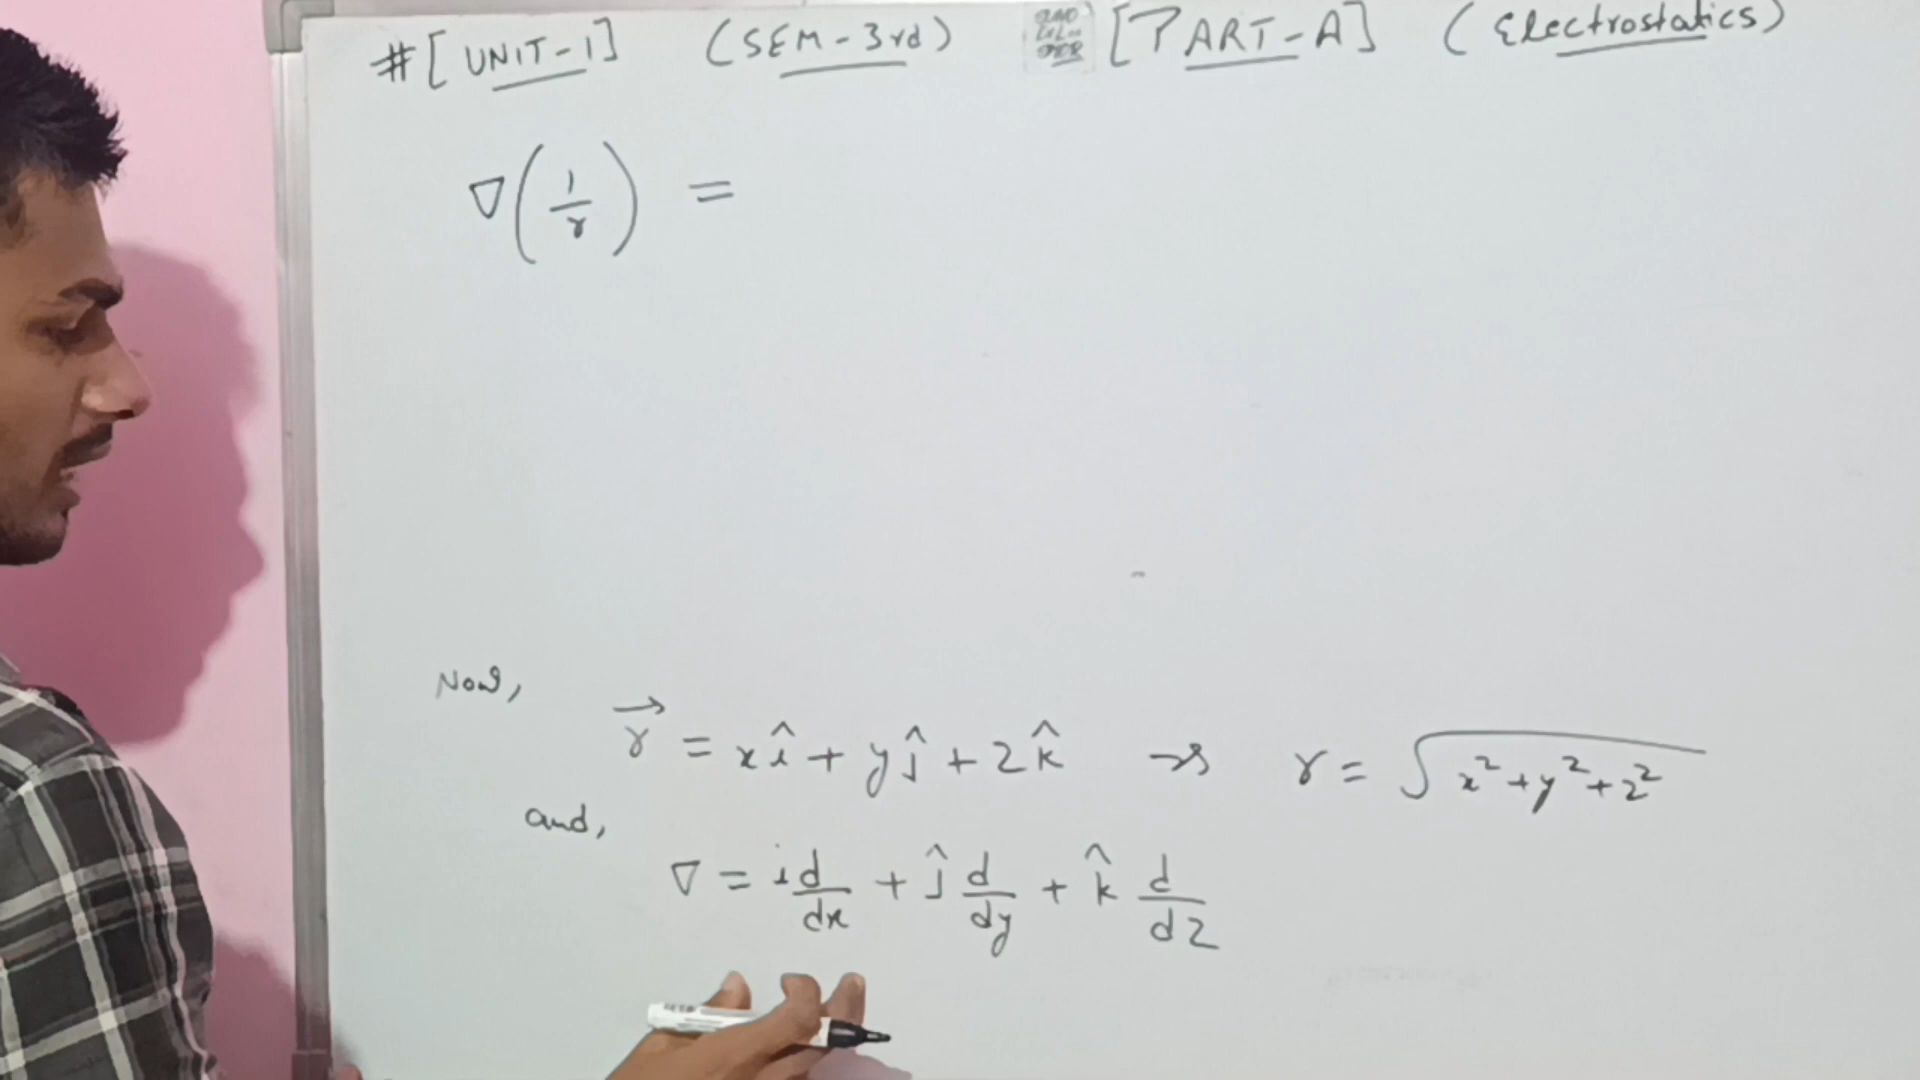 # [UNIT-1] (SEM-3rd) [PART-A] (Electrostatics)
∇(1/r) =
Now,
r⃗ = xî + yĵ + zk̂ ⇒ r = √(x²+y²+z²)
and,
∇ = i d/dx + ĵ d/dy + k̂ d/dz